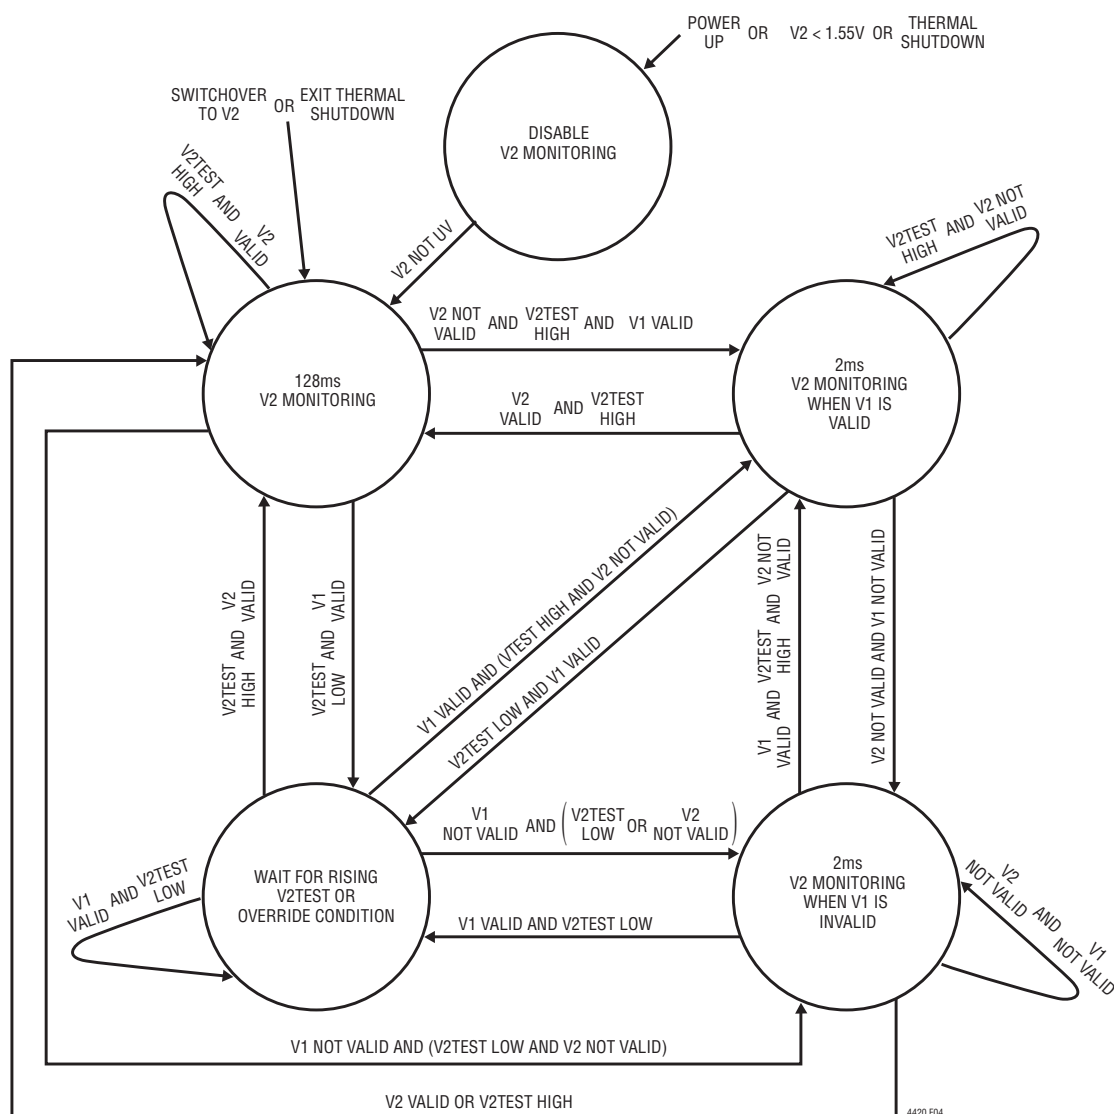 POWER UP OR V2 < 1.55V OR THERMAL SHUTDOWN
SWITCHOVER TO V2 OR EXIT THERMAL SHUTDOWN
DISABLE
V2 MONITORING
V2TEST HIGH AND V2 VALID
V2 NOT UV
V2TEST HIGH AND V2 NOT VALID
V2 NOT VALID AND V2TEST HIGH AND V1 VALID
128ms
V2 MONITORING
2ms
V2 MONITORING
WHEN V1 IS
VALID
V2 VALID AND V2TEST HIGH
V2TEST HIGH AND V2 VALID
V2TEST LOW AND V1 VALID
V1 VALID AND (VTEST HIGH AND V2 NOT VALID)
V2TEST LOW AND V1 VALID
V1 VALID AND V2TEST HIGH AND V2 NOT VALID
V2 NOT VALID AND V1 NOT VALID
V1 NOT VALID AND (V2TEST LOW OR V2 NOT VALID)
V1 VALID AND V2TEST LOW
WAIT FOR RISING
V2TEST OR
OVERRIDE CONDITION
2ms
V2 MONITORING
WHEN V1 IS
INVALID
V2 NOT VALID AND V1 NOT VALID
V1 VALID AND V2TEST LOW
V1 NOT VALID AND (V2TEST LOW AND V2 NOT VALID)
V2 VALID OR V2TEST HIGH
4420 F04